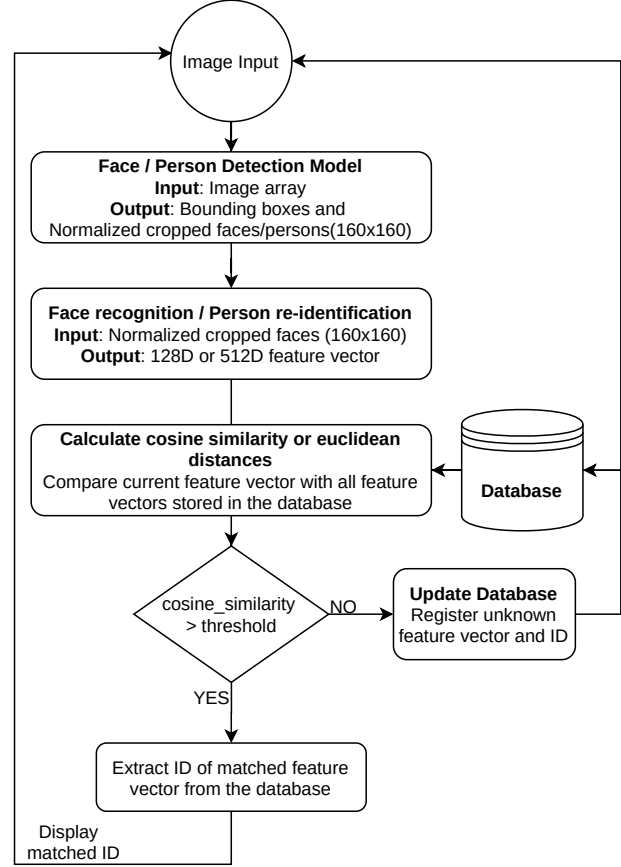 Image Input
Face / Person Detection Model
Input: Image array
Output: Bounding boxes and
Normalized cropped faces/persons(160x160)
Face recognition / Person re-identification
Input: Normalized cropped faces (160x160)
Output: 128D or 512D feature vector
Calculate cosine similarity or euclidean
distances
Compare current feature vector with all feature
vectors stored in the database
Database
cosine_similarity
> threshold
NO
Update Database
Register unknown
feature vector and ID
YES
Extract ID of matched feature
vector from the database
Display
matched ID